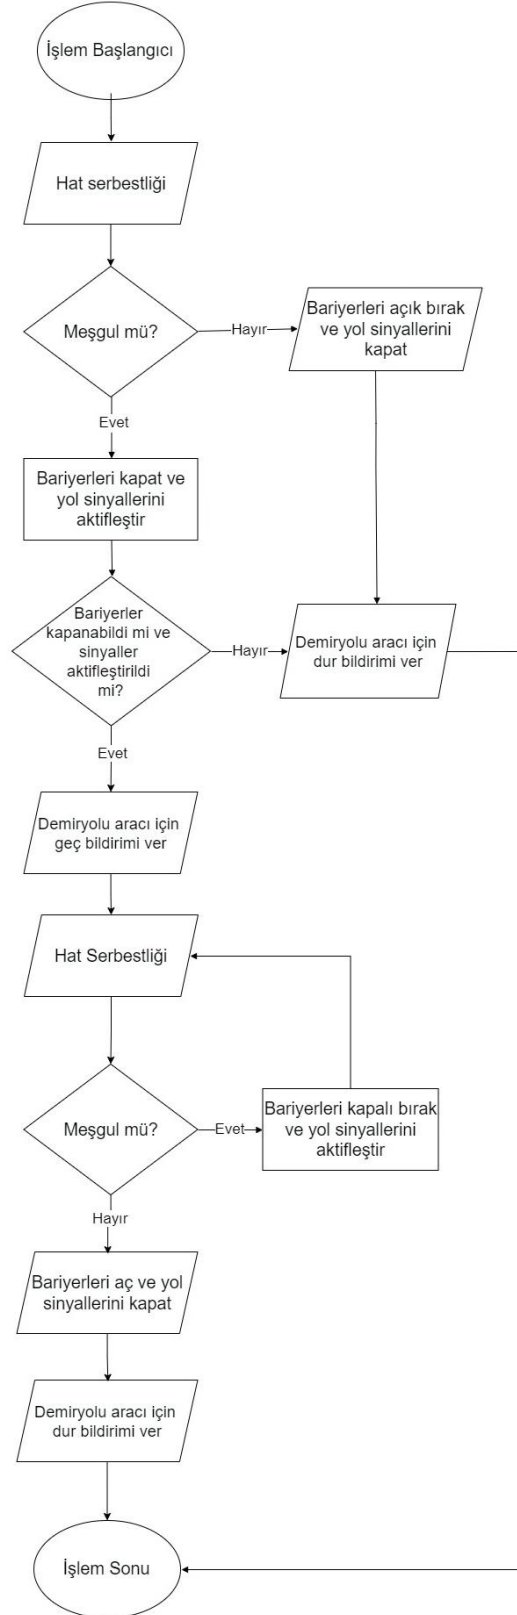 İşlem Başlangıcı
Hat serbestliği
Meşgul mü?
Hayır
Bariyerleri açık bırak
ve yol sinyallerini
kapat
Evet
Bariyerleri kapat ve
yol sinyallerini
aktifleştir
Bariyerler
kapanabildi mi ve
sinyaller
aktifleştirildi
mi?
Hayır
Demiryolu aracı için
dur bildirimi ver
Evet
Demiryolu aracı için
geç bildirimi ver
Hat Serbestliği
Meşgul mü?
Evet
Bariyerleri kapalı bırak
ve yol sinyallerini
aktifleştir
Hayır
Bariyerleri aç ve yol
sinyallerini kapat
Demiryolu aracı için
dur bildirimi ver
İşlem Sonu